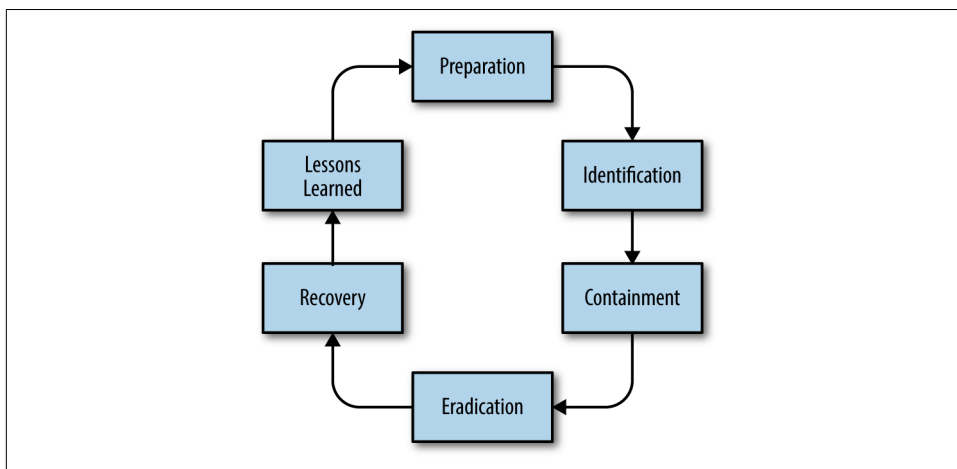 Preparation
Identification
Containment
Eradication
Recovery
Lessons
Learned